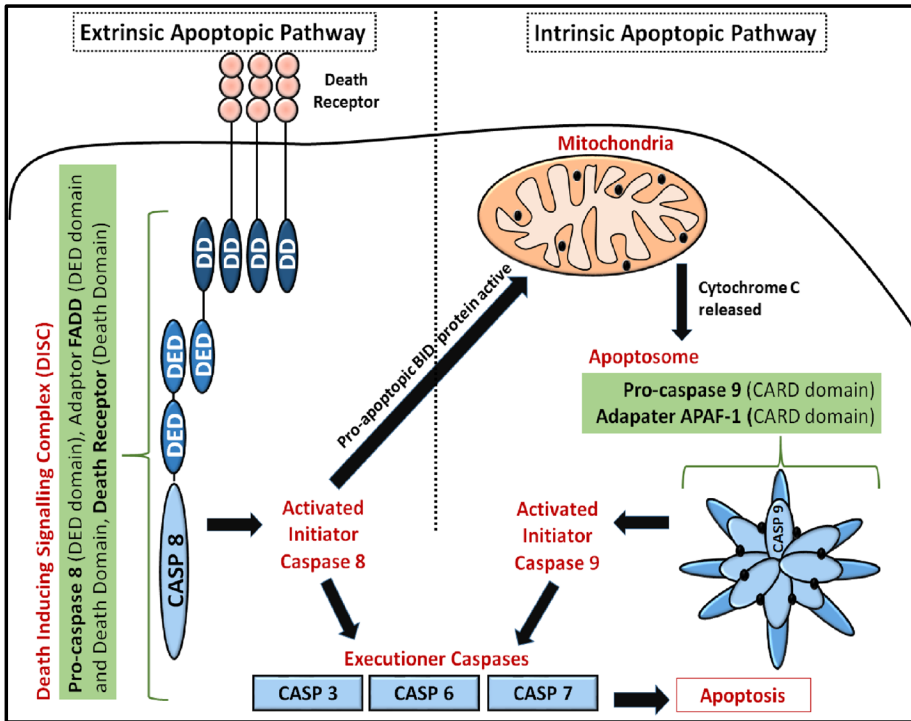 Extrinsic Apoptopic Pathway
Intrinsic Apoptopic Pathway
Death
Receptor
Mitochondria
DD
DD
DD
DD
DED
DED
DED
CASP 8
Death Inducing Signalling Complex (DISC)
Pro-caspase 8 (DED domain), Adaptor FADD (DED domain
and Death Domain, Death Receptor (Death Domain)
Pro-apoptopic BID protein active
Cytochrome C
released
Apoptosome
Pro-caspase 9 (CARD domain)
Adapater APAF-1 (CARD domain)
CASP 9
Activated
Initiator
Caspase 8
Activated
Initiator
Caspase 9
Executioner Caspases
CASP 3
CASP 6
CASP 7
Apoptosis